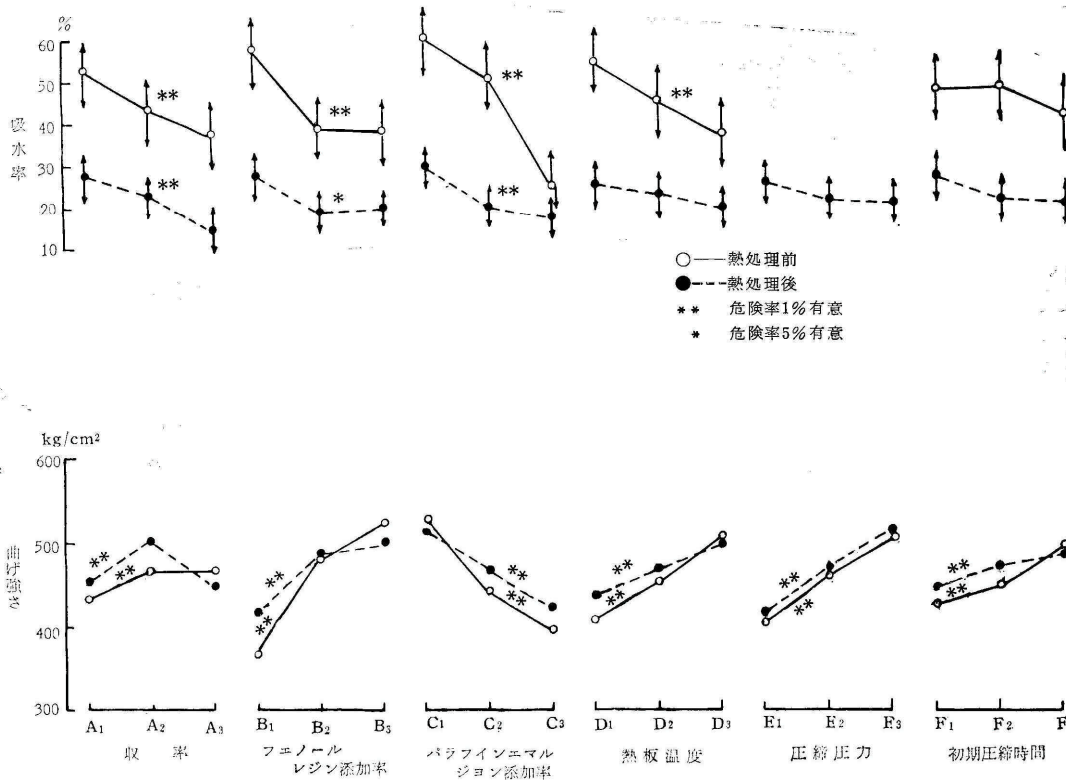 %
60
50
40
30
20
10
吸水率
** ** ** **
** * **
○—熱処理前
●---熱処理後
** 危険率1%有意
* 危険率5%有意
kg/cm²
600
500
400
300
曲げ強さ
** ** ** ** ** **
** ** ** ** ** **
A1 A2 A3 B1 B2 B3 C1 C2 C3 D1 D2 D3 E1 E2 E3 F1 F2 F
収率
フエノール
レジン添加率
パラフインエマル
ジヨン添加率
熱板温度
圧締圧力
初期圧締時間